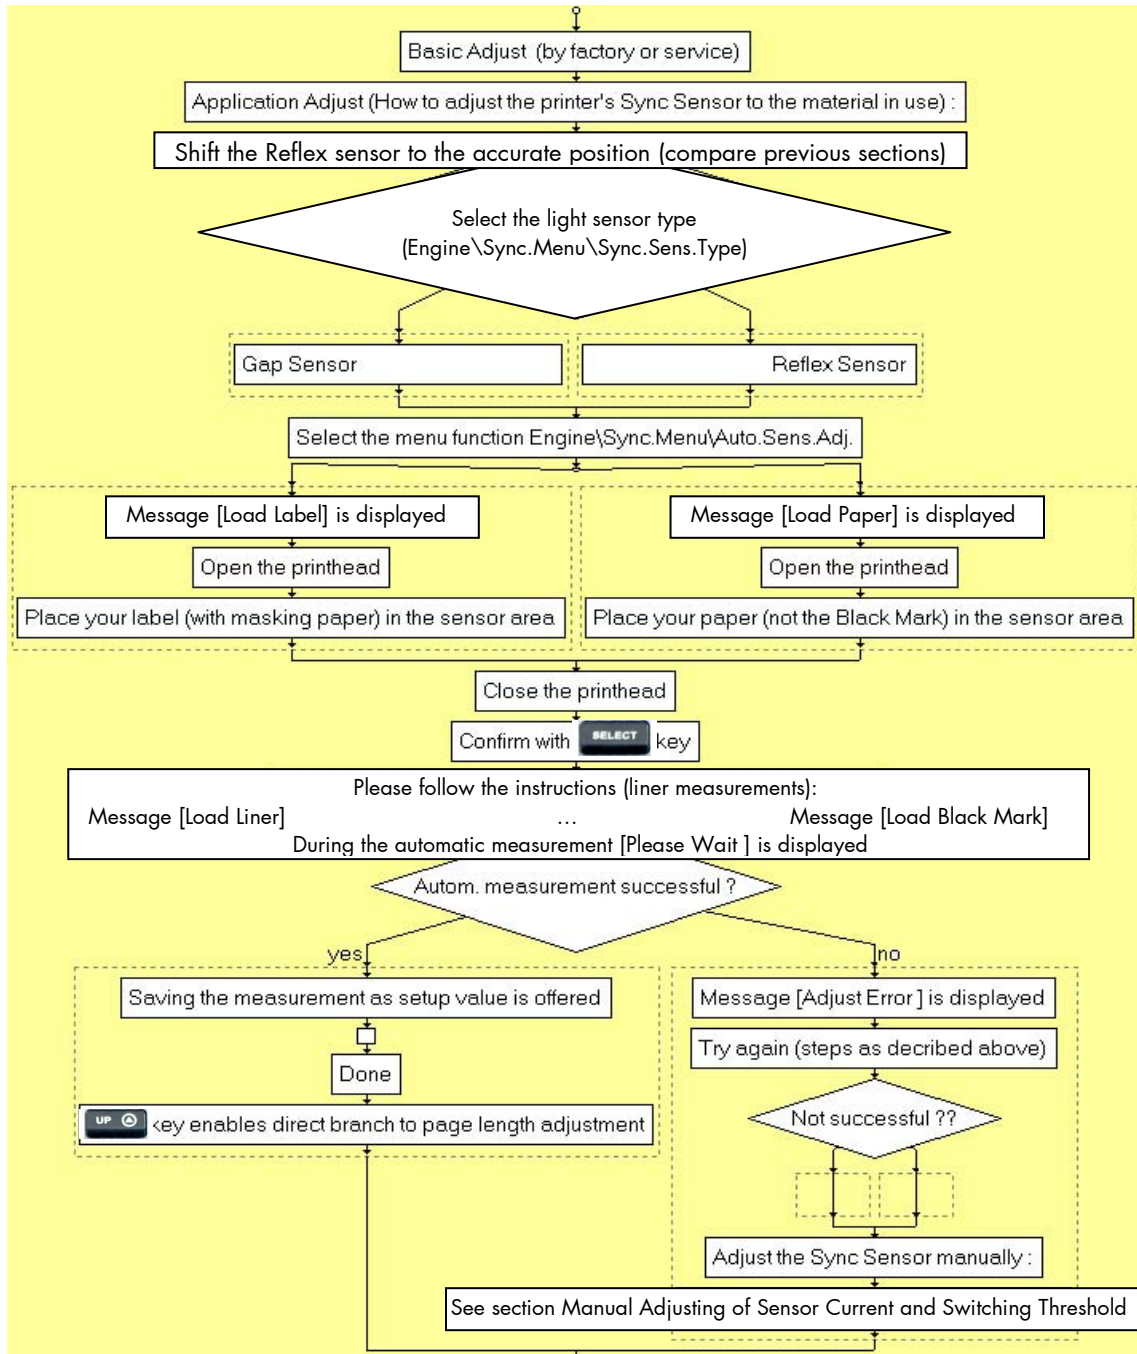 Basic Adjust (by factory or service)
Application Adjust (How to adjust the printer's Sync Sensor to the material in use) :
Shift the Reflex sensor to the accurate position (compare previous sections)
Select the light sensor type
(Engine\Sync.Menu\Sync.Sens.Type)
Gap Sensor
Reflex Sensor
Select the menu function Engine\Sync.Menu\Auto.Sens.Adj.
Message [Load Label] is displayed
Message [Load Paper] is displayed
Open the printhead
Open the printhead
Place your label (with masking paper) in the sensor area
Place your paper (not the Black Mark) in the sensor area
Close the printhead
Confirm with SELECT key
Please follow the instructions (liner measurements):
Message [Load Liner] ... Message [Load Black Mark]
During the automatic measurement [Please Wait ] is displayed
Autom. measurement successful ?
yes
no
Saving the measurement as setup value is offered
Message [Adjust Error ] is displayed
Try again (steps as decribed above)
Done
UP key enables direct branch to page length adjustment
Not successful ??
Adjust the Sync Sensor manually :
See section Manual Adjusting of Sensor Current and Switching Threshold